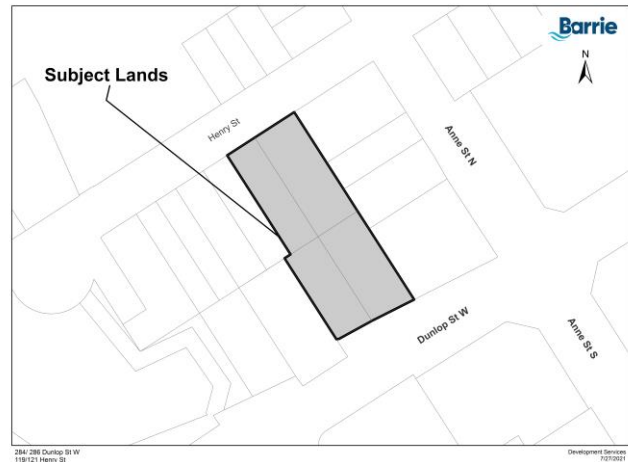 Barrie
N
Subject Lands
Henry St
Anne St N
Dunlop St W
Anne St S
284/ 286 Dunlop St W
119/121 Henry St
Development Services
7/27/2021